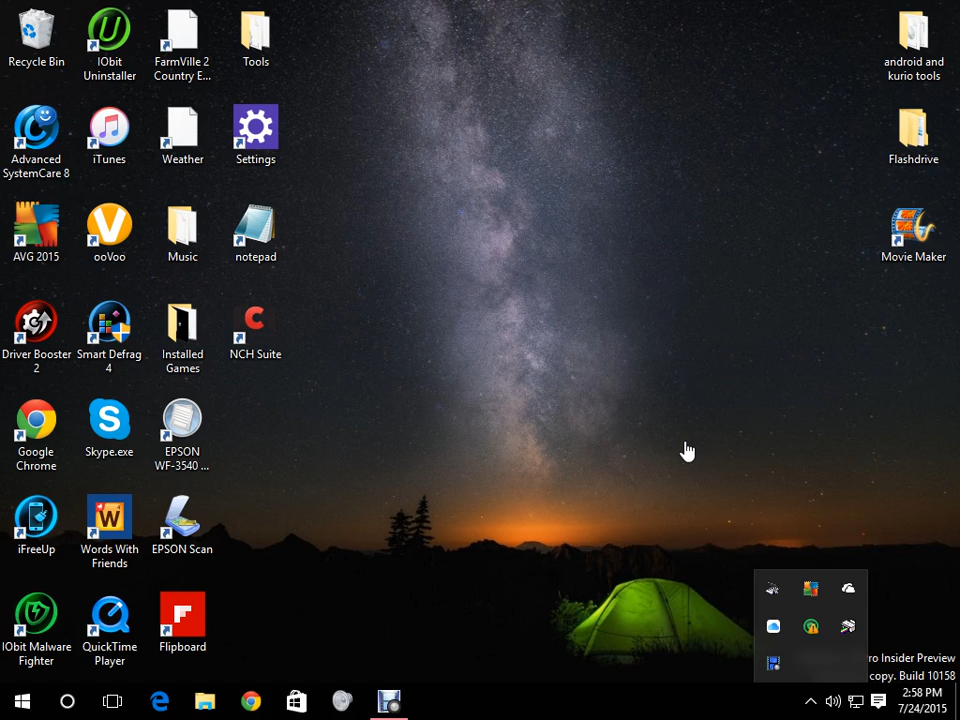 Recycle Bin
IObit
Uninstaller
FarmVille 2
Country E...
Tools
android and
kurio tools
Advanced
SystemCare 8
iTunes
Weather
Settings
Flashdrive
AVG 2015
ooVoo
Music
notepad
Movie Maker
Driver Booster
2
Smart Defrag
4
Installed
Games
NCH Suite
Google
Chrome
Skype.exe
EPSON
WF-3540 ...
iFreeUp
Words With
Friends
EPSON Scan
IObit Malware
Fighter
QuickTime
Player
Flipboard
ro Insider Preview
copy. Build 10158
2:58 PM
7/24/2015